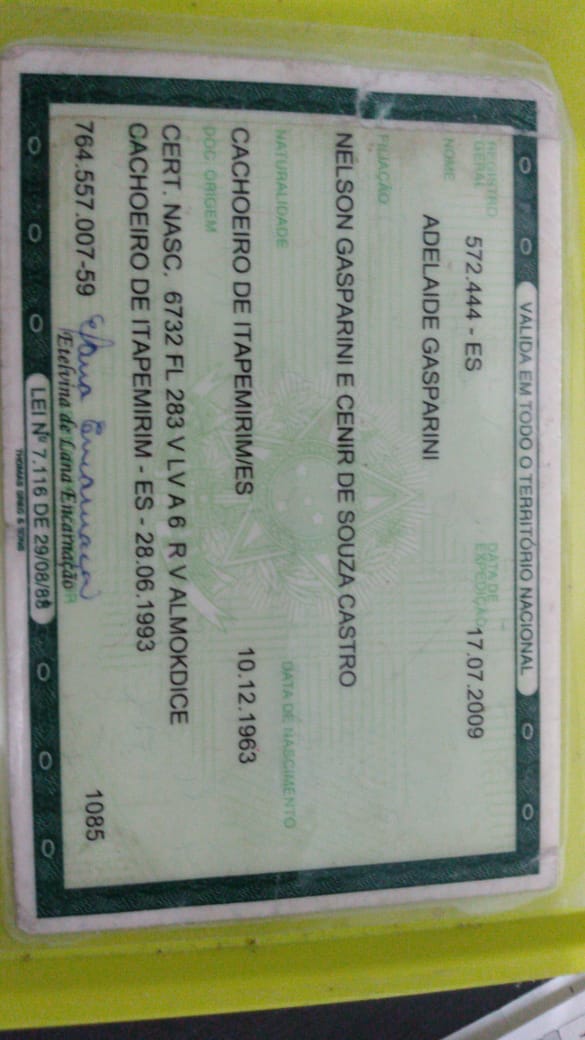 VÁLIDA EM TODO O TERRITÓRIO NACIONAL
REGISTRO GERAL 572.444 - ES DATA DE EXPEDIÇÃO 17.07.2009
NOME
ADELAIDE GASPARINI
FILIAÇÃO
NELSON GASPARINI E CENIR DE SOUZA CASTRO
NATURALIDADE DATA DE NASCIMENTO
CACHOEIRO DE ITAPEMIRIM/ES 10.12.1963
DOC ORIGEM
CERT. NASC. 6732 FL 283 V LV A 6 R V ALMOKDICE
CACHOEIRO DE ITAPEMIRIM - ES - 28.06.1993
764.557.007-59 1085
Etelvina de Lana Encarnação
LEI Nº 7.116 DE 29/08/83
THOMAS GREG & SONS